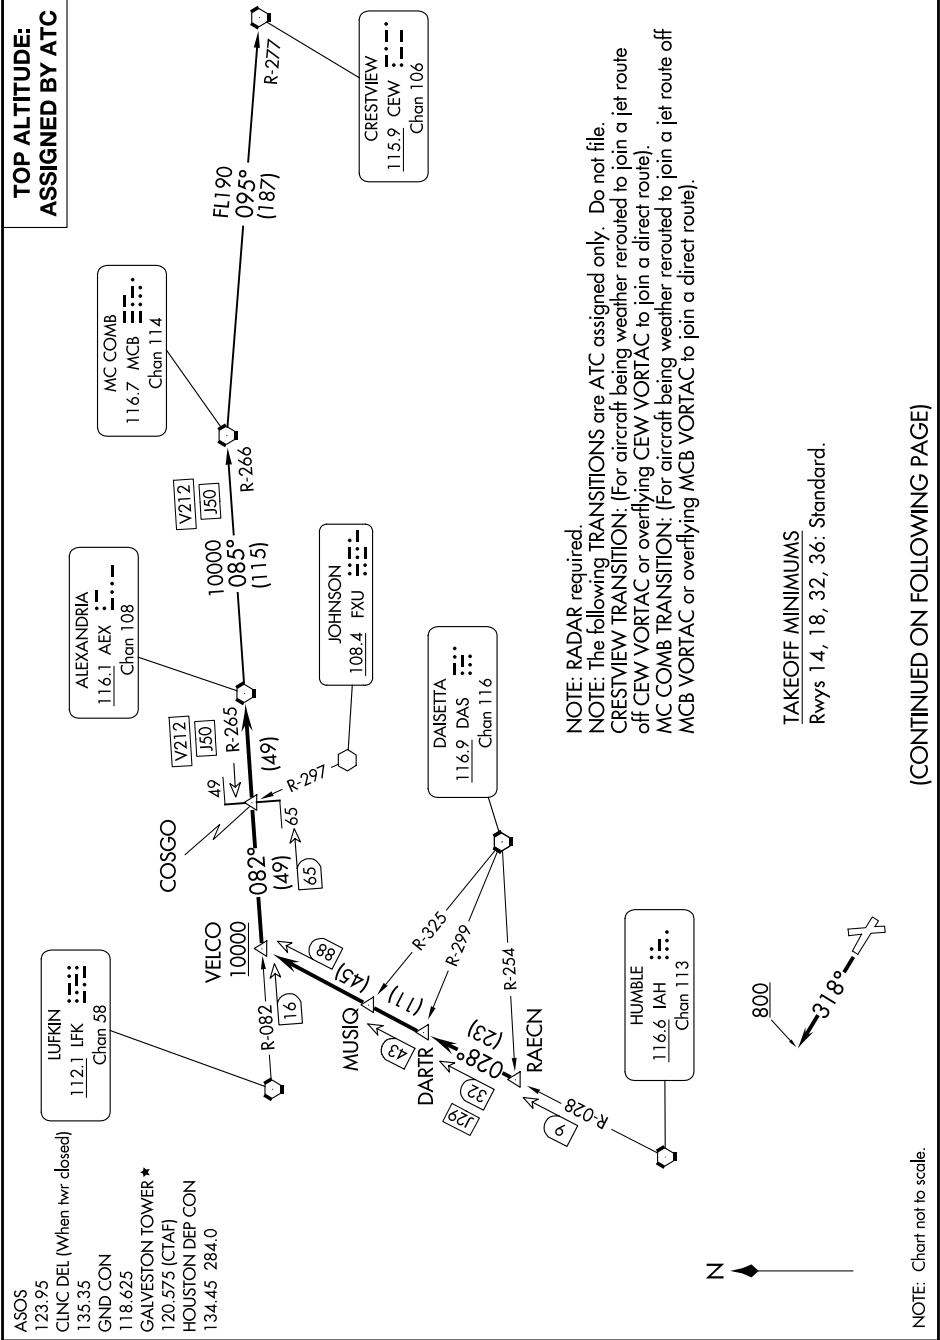 TOP ALTITUDE:
ASSIGNED BY ATC
ASOS
123.95
CLNC DEL (When twr closed)
135.35
GND CON
118.625
GALVESTON TOWER★
120.575 (CTAF)
HOUSTON DEP CON
134.45 284.0
LUFKIN
112.1 LFK
Chan 58
ALEXANDRIA
116.1 AEX
Chan 108
MC COMB
116.7 MCB
Chan 114
CRESTVIEW
115.9 CEW
Chan 106
JOHNSON
108.4 FXU
DAISETTA
116.9 DAS
Chan 116
HUMBLE
116.6 IAH
Chan 113
R-277
FL190
095°
(187)
R-266
V212
J50
10000
085°
(115)
V212
J50
R-265
(49)
49
COSGO
R-297
65
65
082°
(49)
VELCO
10000
R-082
16
88
(45)
MUSIQ
R-325
(11)
43
DARTR
R-299
(23)
028°
32
J29
RAECN
R-254
9
R-028
800
318°
N
NOTE: RADAR required.
NOTE: The following TRANSITIONS are ATC assigned only. Do not file.
CRESTVIEW TRANSITION: (For aircraft being weather rerouted to join a jet route
off CEW VORTAC or overflying CEW VORTAC to join a direct route).
MC COMB TRANSITION: (For aircraft being weather rerouted to join a jet route off
MCB VORTAC or overflying MCB VORTAC to join a direct route).
TAKEOFF MINIMUMS
Rwys 14, 18, 32, 36: Standard.
(CONTINUED ON FOLLOWING PAGE)
NOTE: Chart not to scale.